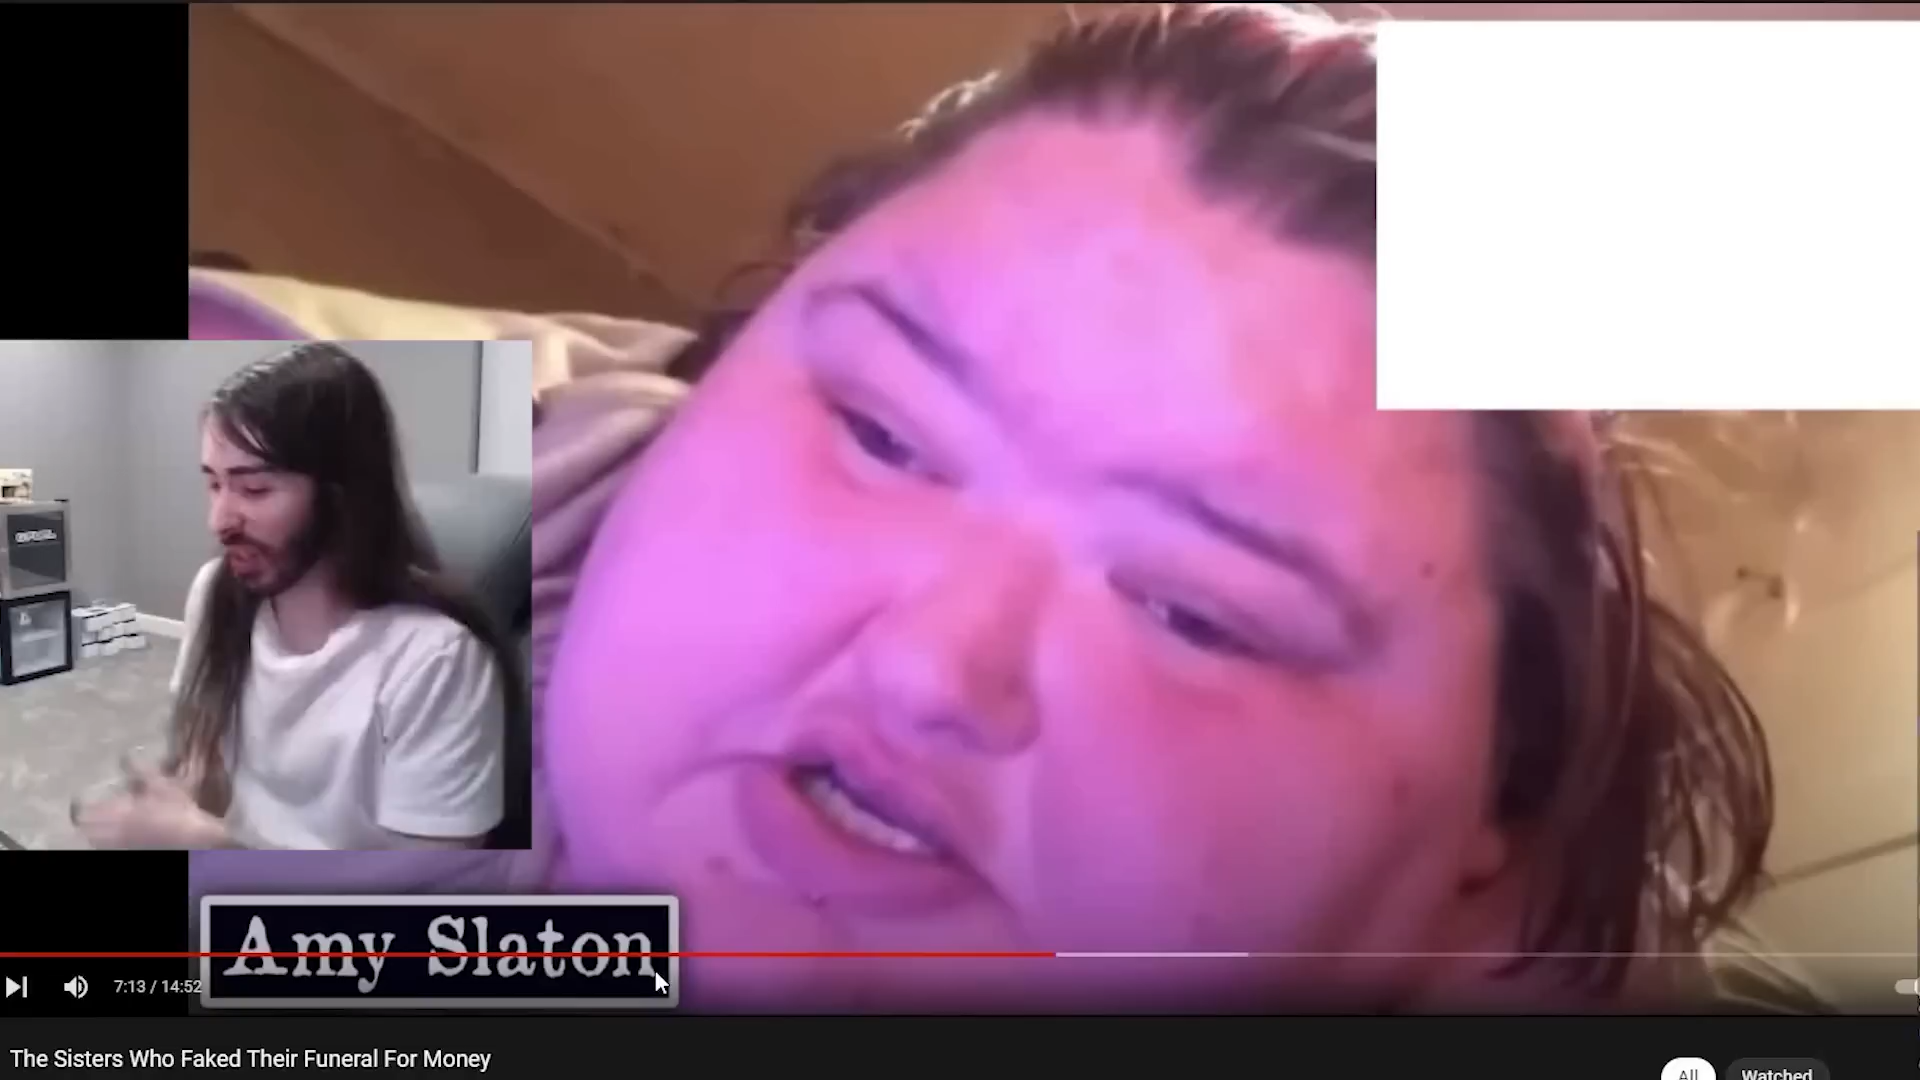 Amy Slaton
7:13 / 14:52
The Sisters Who Faked Their Funeral For Money
All
Watched